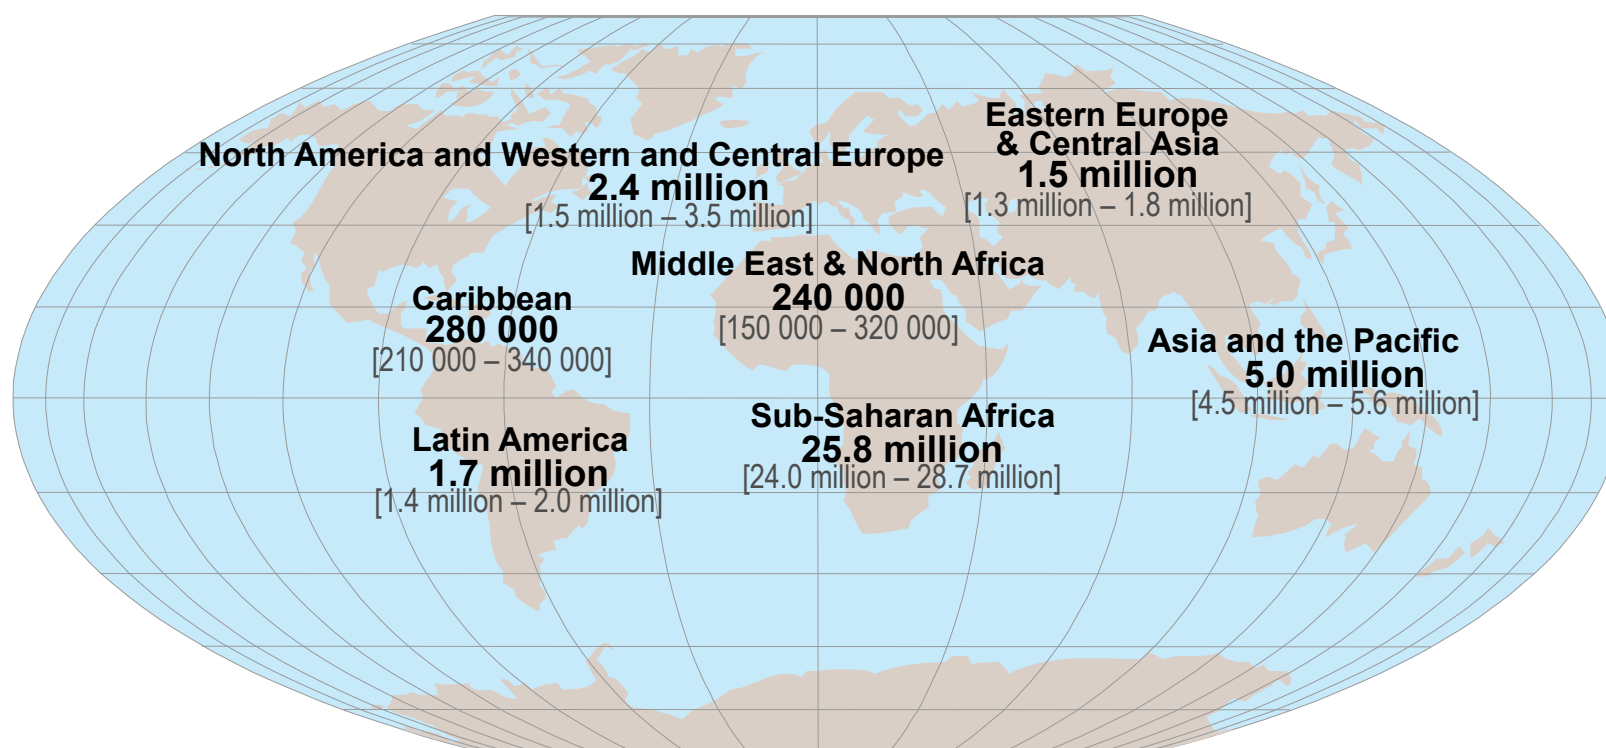 Eastern Europe
& Central Asia
1.5 million
[1.3 million – 1.8 million]
North America and Western and Central Europe
2.4 million
[1.5 million – 3.5 million]
Middle East & North Africa
240 000
[150 000 – 320 000]
Caribbean
280 000
[210 000 – 340 000]
Asia and the Pacific
5.0 million
[4.5 million – 5.6 million]
Sub-Saharan Africa
25.8 million
[24.0 million – 28.7 million]
Latin America
1.7 million
[1.4 million – 2.0 million]